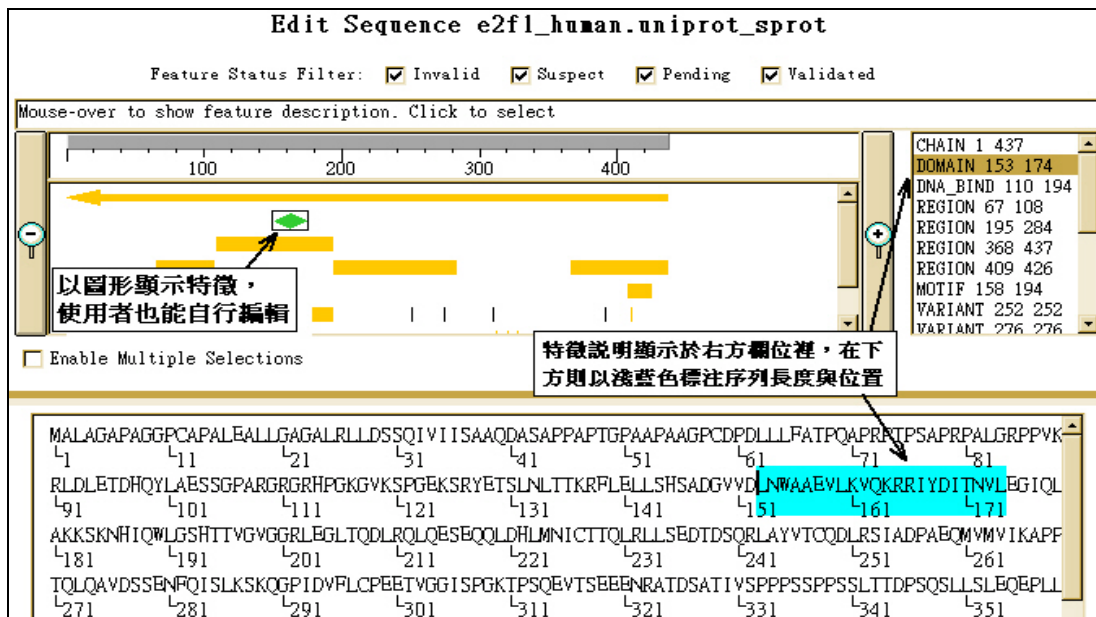 Edit Sequence e2f1_human.uniprot_sprot
Feature Status Filter: Invalid Suspect Pending Validated
Mouse-over to show feature description. Click to select
100 200 300 400
CHAIN 1 437
DOMAIN 153 174
DNA_BIND 110 194
REGION 67 108
REGION 195 284
REGION 368 437
REGION 409 426
MOTIF 158 194
VARIANT 252 252
VARIANT 276 276
以圖形顯示特徵，
使用者也能自行編輯
Enable Multiple Selections
特徵說明顯示於右方欄位裡，在下
方則以淺藍色標注序列長度與位置
MALAGAPAGGPCAPALEALLGAGALRLLDSSQIVIISAAQDASAPPAPTGPAAPAAGPCDPDLLLFATPQAPRPTPSAPRPALGRPPVK
1 11 21 31 41 51 61 71 81
RLDLETDHQYLAESSGPARGRGRHPGKGVKSPGEKSRYETSLNLTTKRFLELLSHSADGVVDLNWAAEVLKVQKRRIYDITNVLEGIQL
91 101 111 121 131 141 151 161 171
AKKSKNHIQWLGSHTTVGVGGRLEGLTQDLRQLQESEQQLDHLMNICTTQLRLLSEDTDSQRLAYVTCQDLRSIADPAEQMVMVIKAPP
181 191 201 211 221 231 241 251 261
TQLQAVDSSENFQISLKSKQGPIDVFLCPEETVGGISPGKTPSQEVTSEEENRATDSATIVSPPPSSPPSSLTTDPSQSLLSLEQEPLL
271 281 291 301 311 321 331 341 351